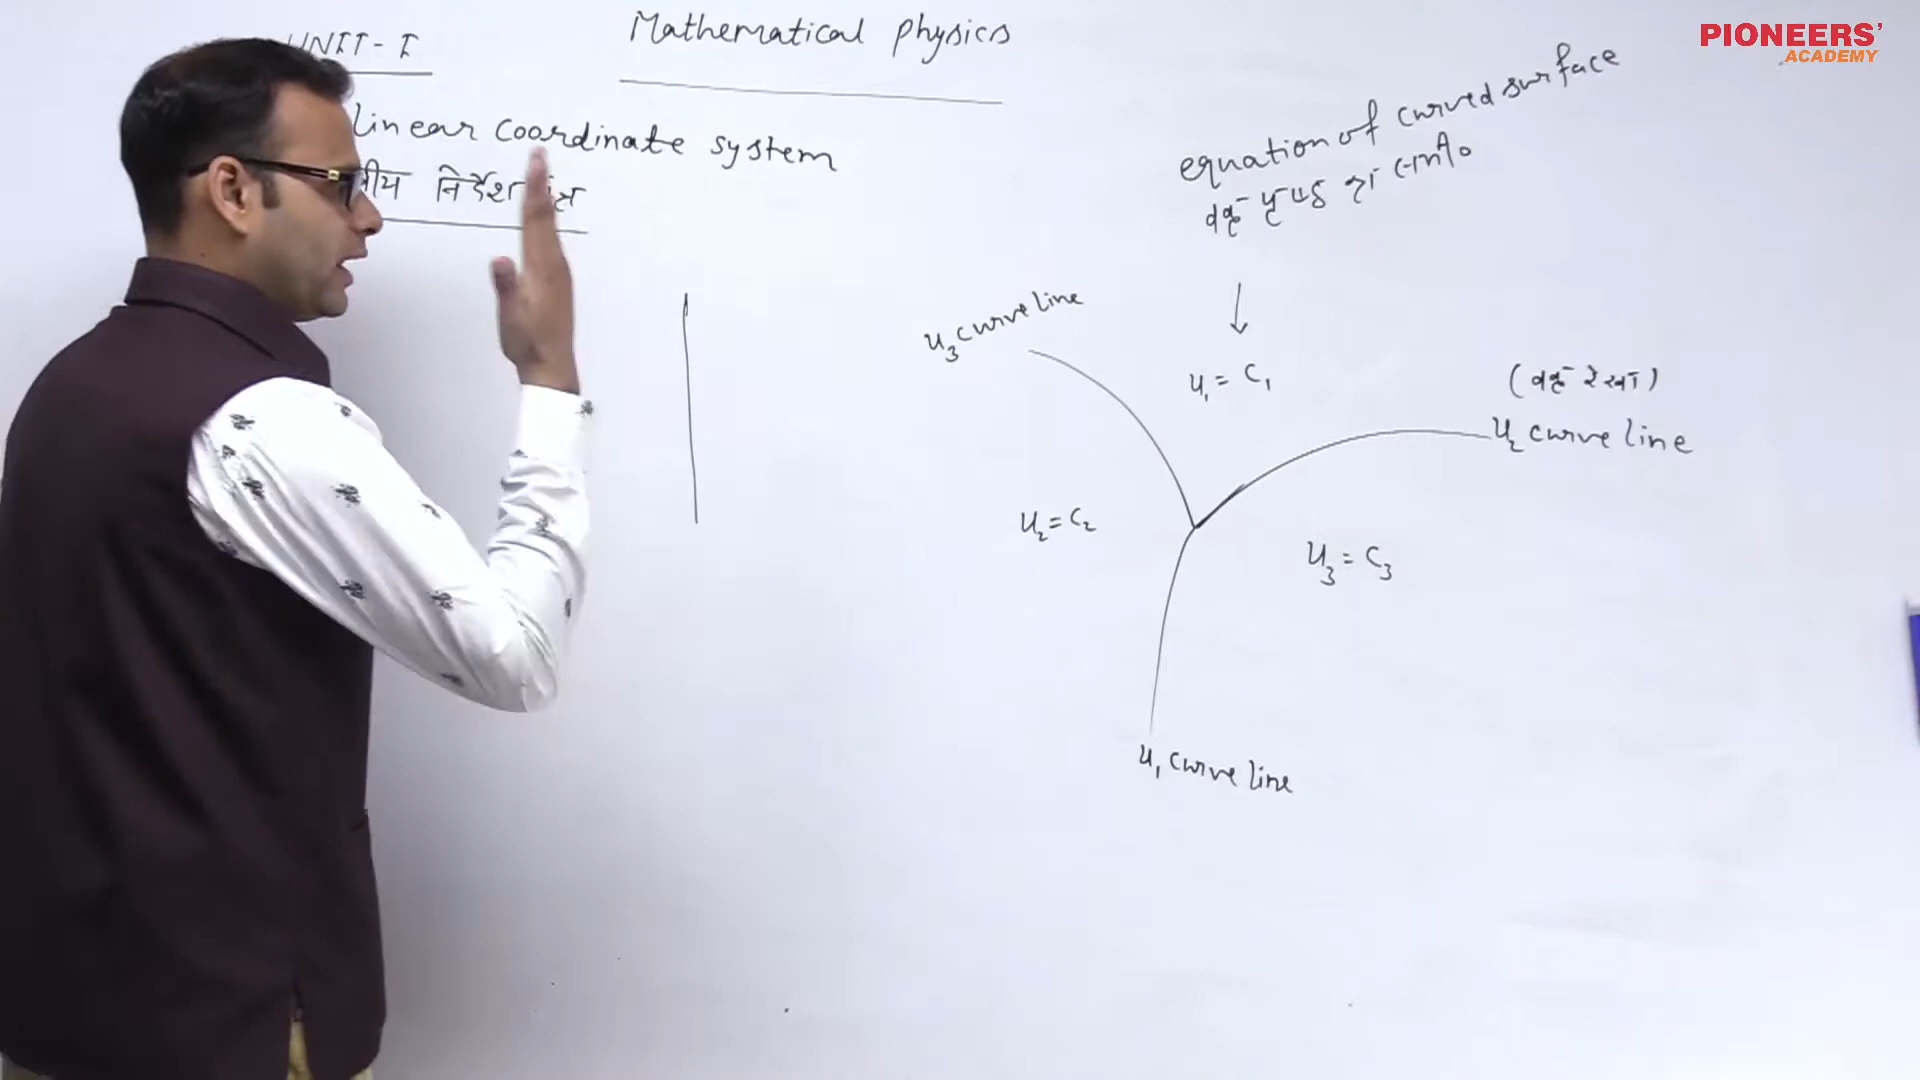 UNIT-I
Mathematical Physics
PIONEERS'
ACADEMY
linear coordinate system
ीय निर्देश
equation of curved surface
वक्र पृष्ठ का समी०
u₃ curve line
u₁ = C₁
(वक्र रेखा)
u₂ curve line
u₂ = C₂
u₃ = C₃
u₁ curve line